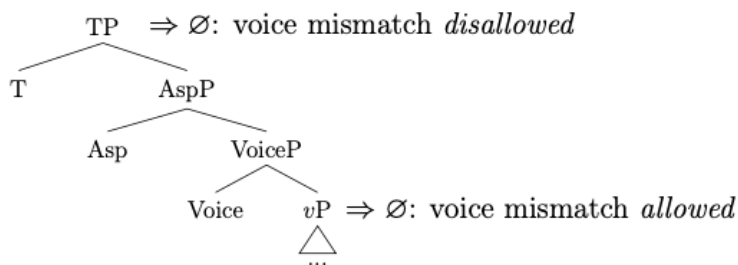 TP ⇒ ∅: voice mismatch disallowed
T AspP
Asp VoiceP
Voice vP ⇒ ∅: voice mismatch allowed
...